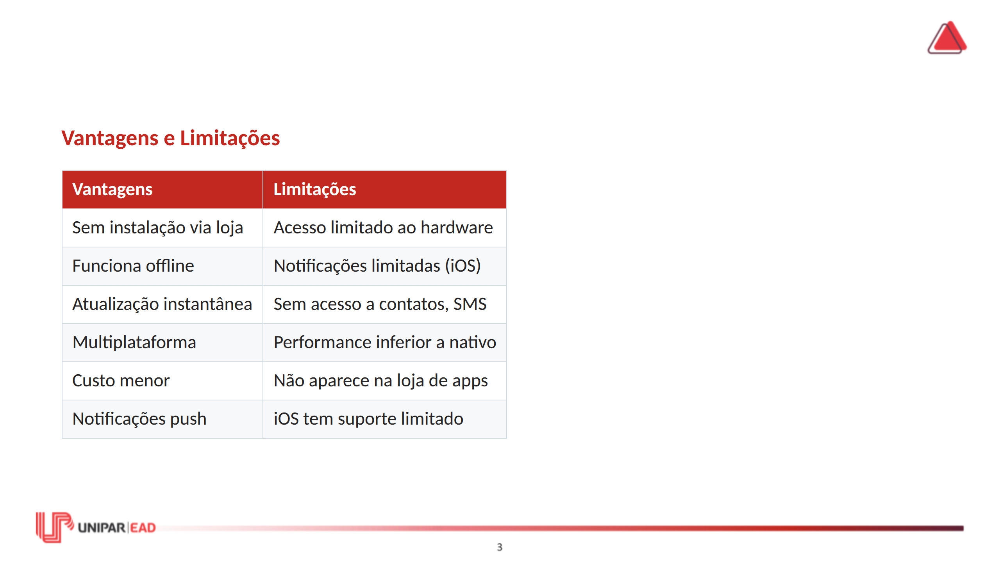 Vantagens e Limitações
Vantagens Limitações
Sem instalação via loja Acesso limitado ao hardware
Funciona offline Notificações limitadas (iOS)
Atualização instantânea Sem acesso a contatos, SMS
Multiplataforma Performance inferior a nativo
Custo menor Não aparece na loja de apps
Notificações push iOS tem suporte limitado
UNIPAR|EAD
3